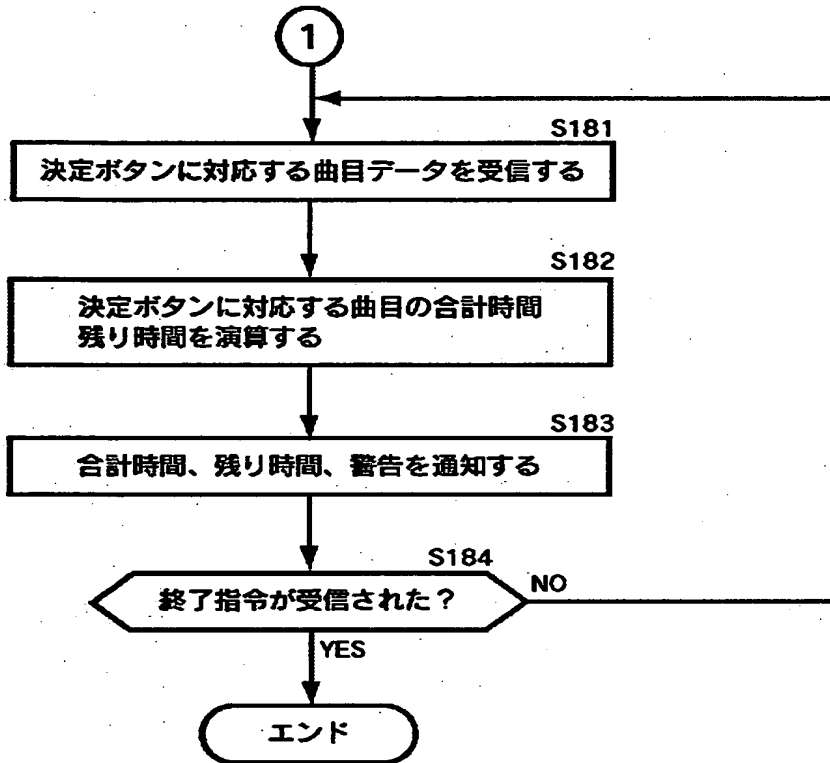 1
S181
決定ボタンに対応する曲目データを受信する
S182
決定ボタンに対応する曲目の合計時間
残り時間を演算する
S183
合計時間、残り時間、警告を通知する
S184
終了指令が受信された？
NO
YES
エンド